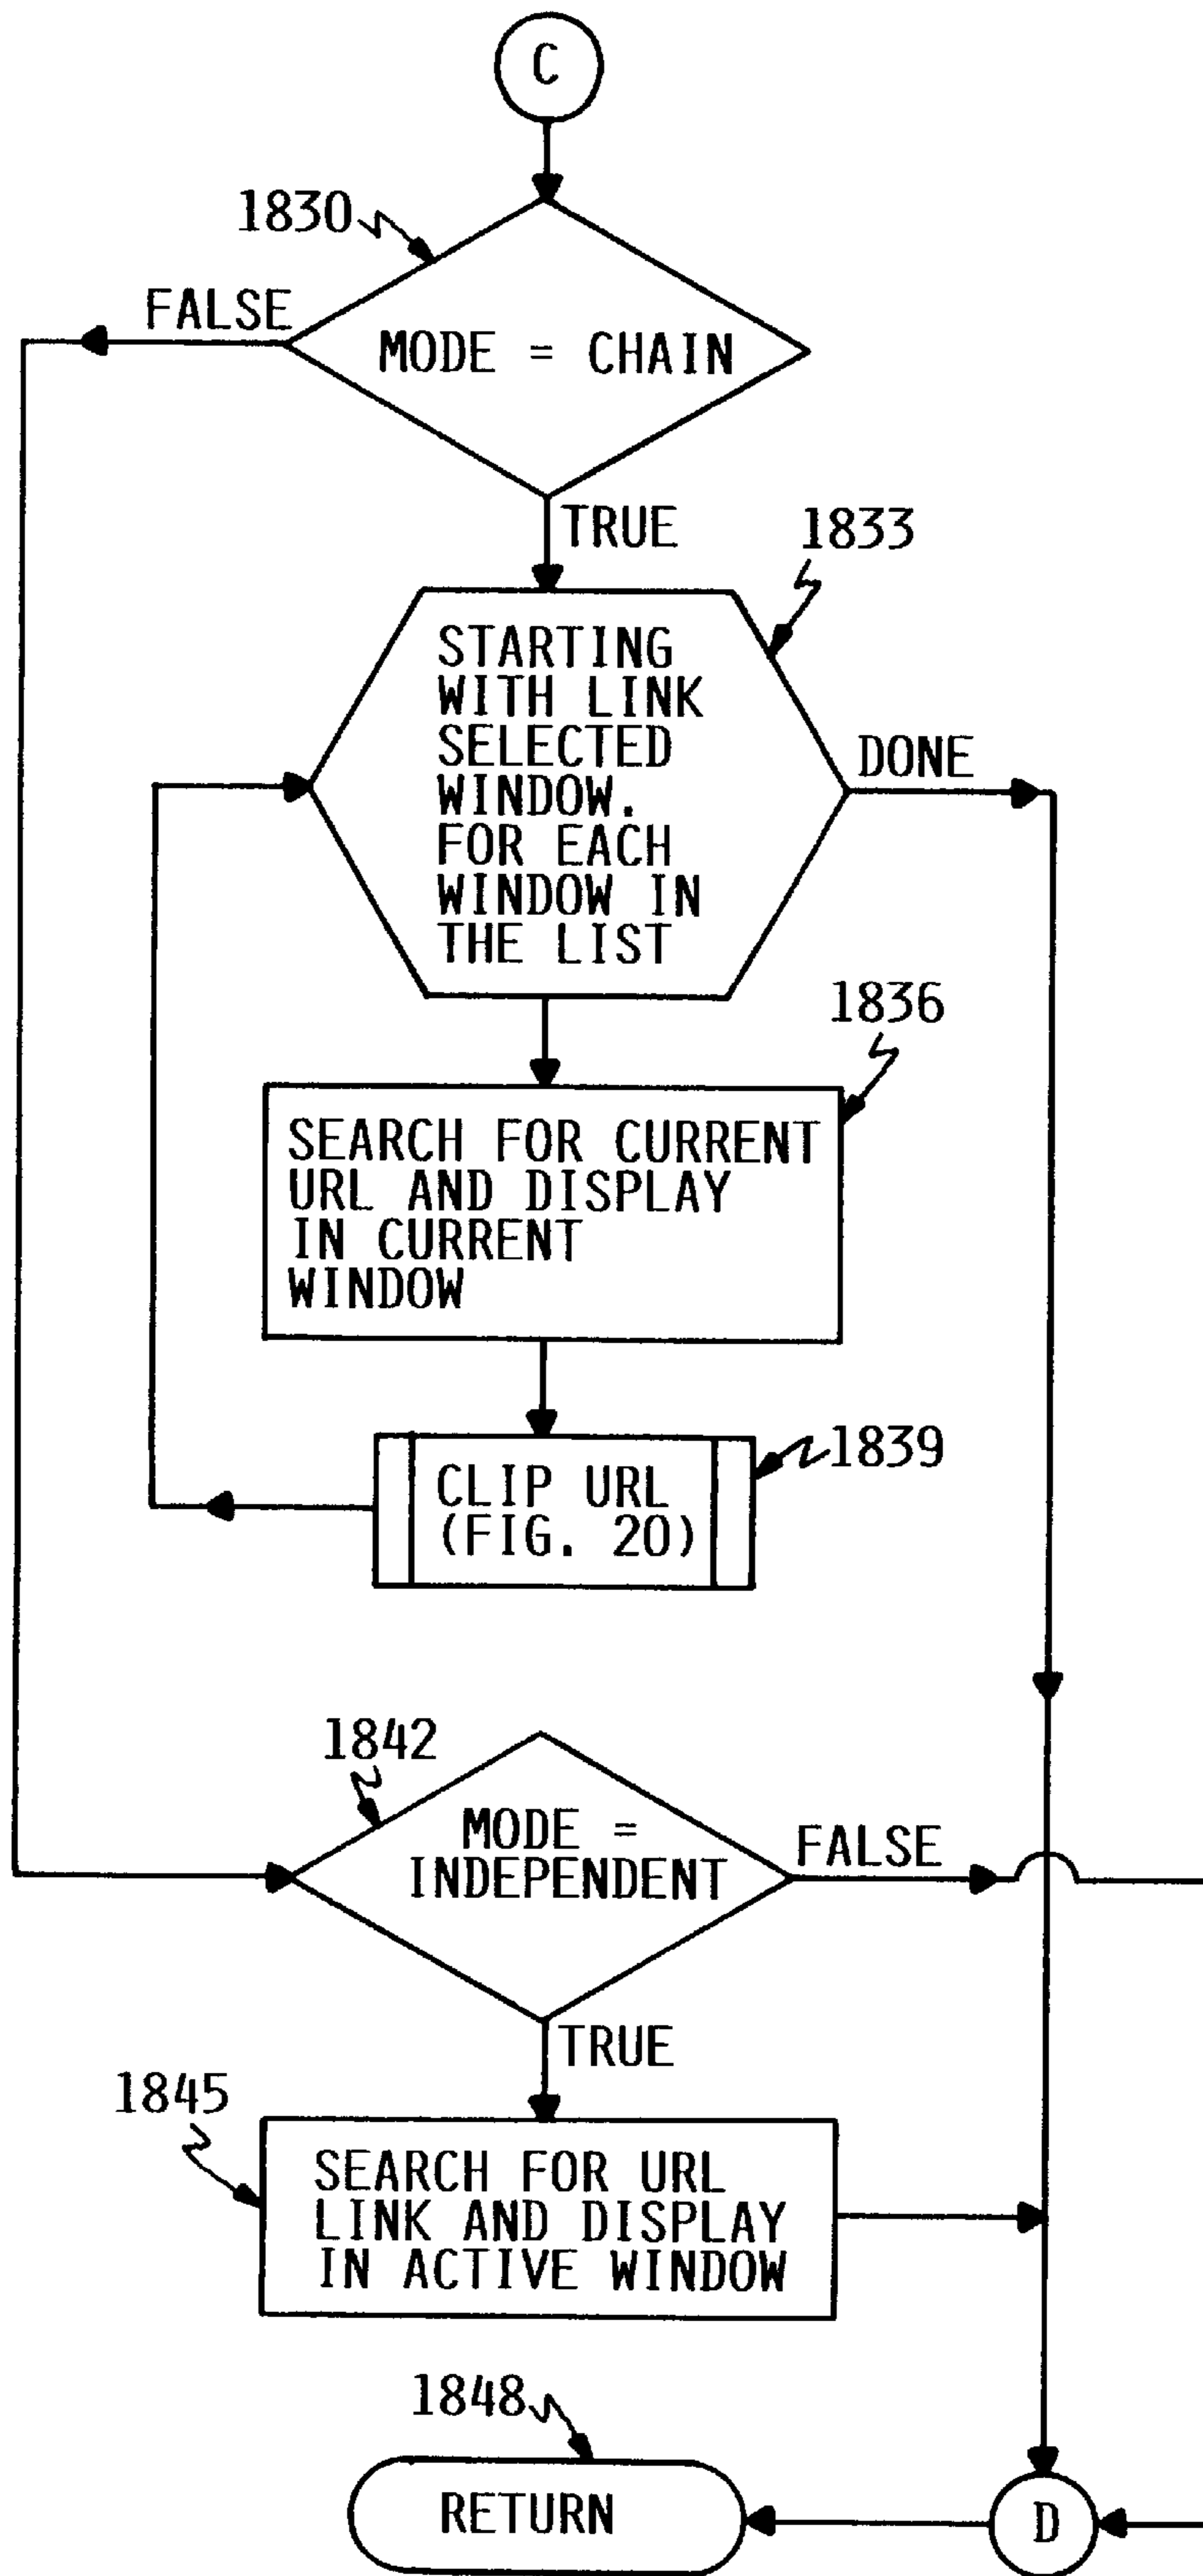 C
1830
FALSE
MODE = CHAIN
TRUE
1833
STARTING
WITH LINK
SELECTED
WINDOW.
FOR EACH
WINDOW IN
THE LIST
DONE
1836
SEARCH FOR CURRENT
URL AND DISPLAY
IN CURRENT
WINDOW
1839
CLIP URL
(FIG. 20)
1842
MODE =
INDEPENDENT
FALSE
TRUE
1845
SEARCH FOR URL
LINK AND DISPLAY
IN ACTIVE WINDOW
1848
RETURN
D